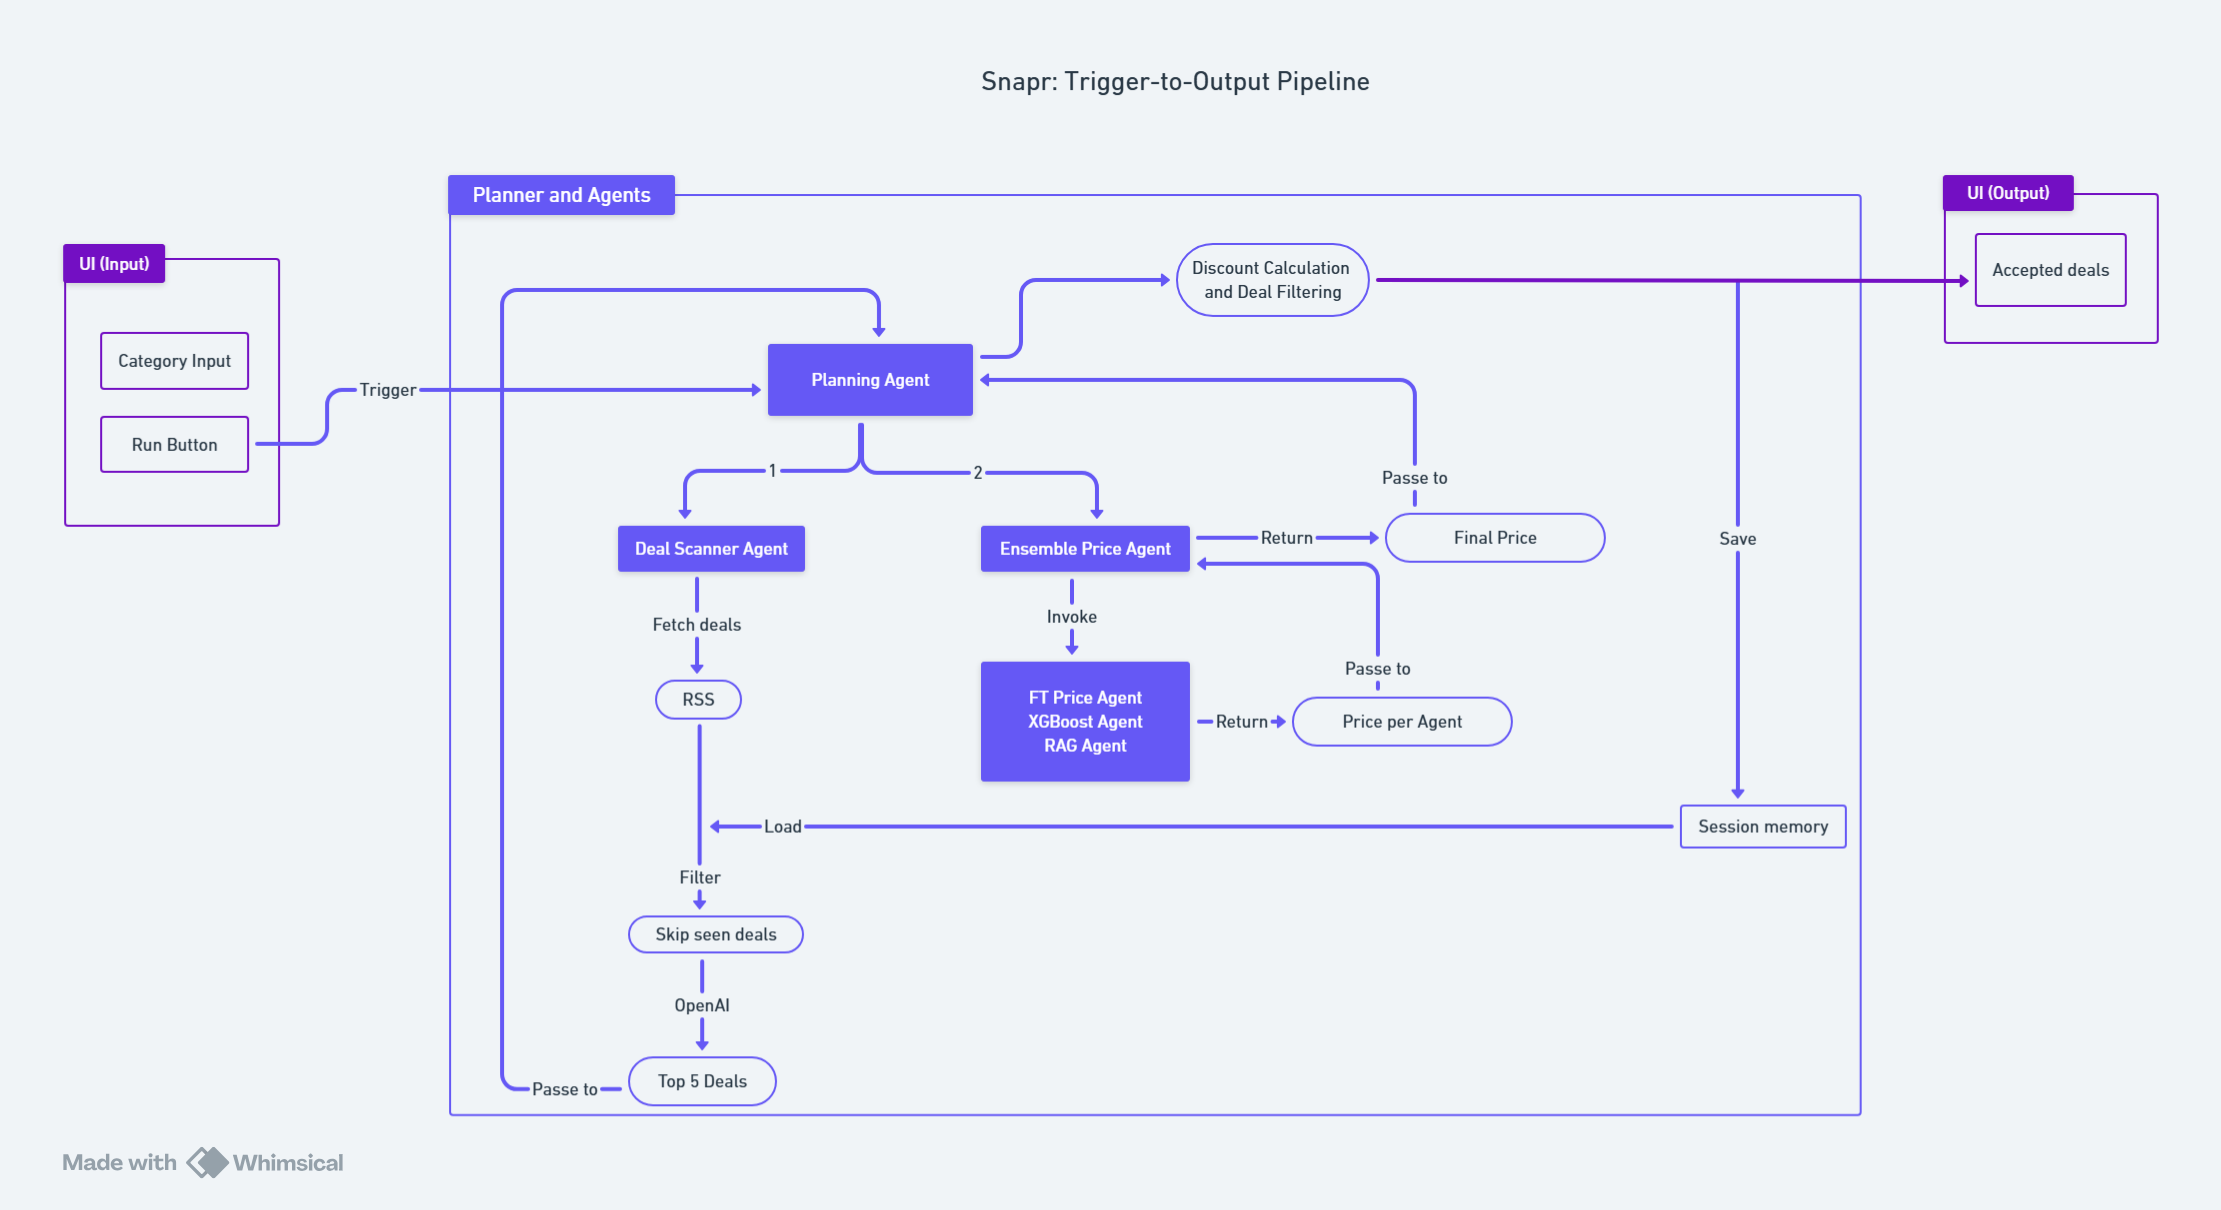 Snapr: Trigger-to-Output Pipeline
Planner and Agents
UI (Output)
Accepted deals
UI (Input)
Category Input
Run Button
Trigger
Discount Calculation
and Deal Filtering
Planning Agent
1
2
Passe to
Deal Scanner Agent
Ensemble Price Agent
Return
Final Price
Save
Fetch deals
Invoke
RSS
FT Price Agent
XGBoost Agent
RAG Agent
Return
Passe to
Price per Agent
Load
Session memory
Filter
Skip seen deals
OpenAI
Top 5 Deals
Passe to
Made with Whimsical